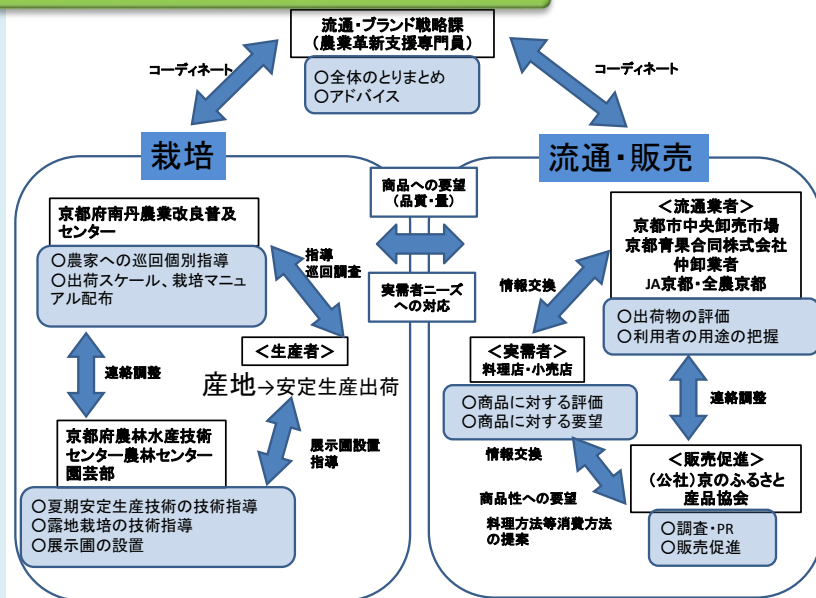 流通・ブランド戦略課
(農業革新支援専門員)
コーディネート
コーディネート
○全体のとりまとめ
○アドバイス
栽培
流通・販売
商品への要望
(品質・量)
実需者ニーズ
への対応
京都府南丹農業改良普及
センター
○農家への巡回個別指導
○出荷スケール、栽培マニュ
アル配布
指導
巡回調査
連絡調整
<生産者>
産地→安定生産出荷
京都府農林水産技術
センター農林センター
園芸部
展示圃設置
指導
○夏期安定生産技術の技術指導
○露地栽培の技術指導
○展示圃の設置
<流通業者>
京都市中央卸売市場
京都青果合同株式会社
仲卸業者
JA京都・全農京都
○出荷物の評価
○利用者の用途の把握
情報交換
<実需者>
料理店・小売店
○商品に対する評価
○商品に対する要望
連絡調整
情報交換
商品性への要望
料理方法等消費方法
の提案
<販売促進>
(公社)京のふるさと
産品協会
○調査・PR
○販売促進